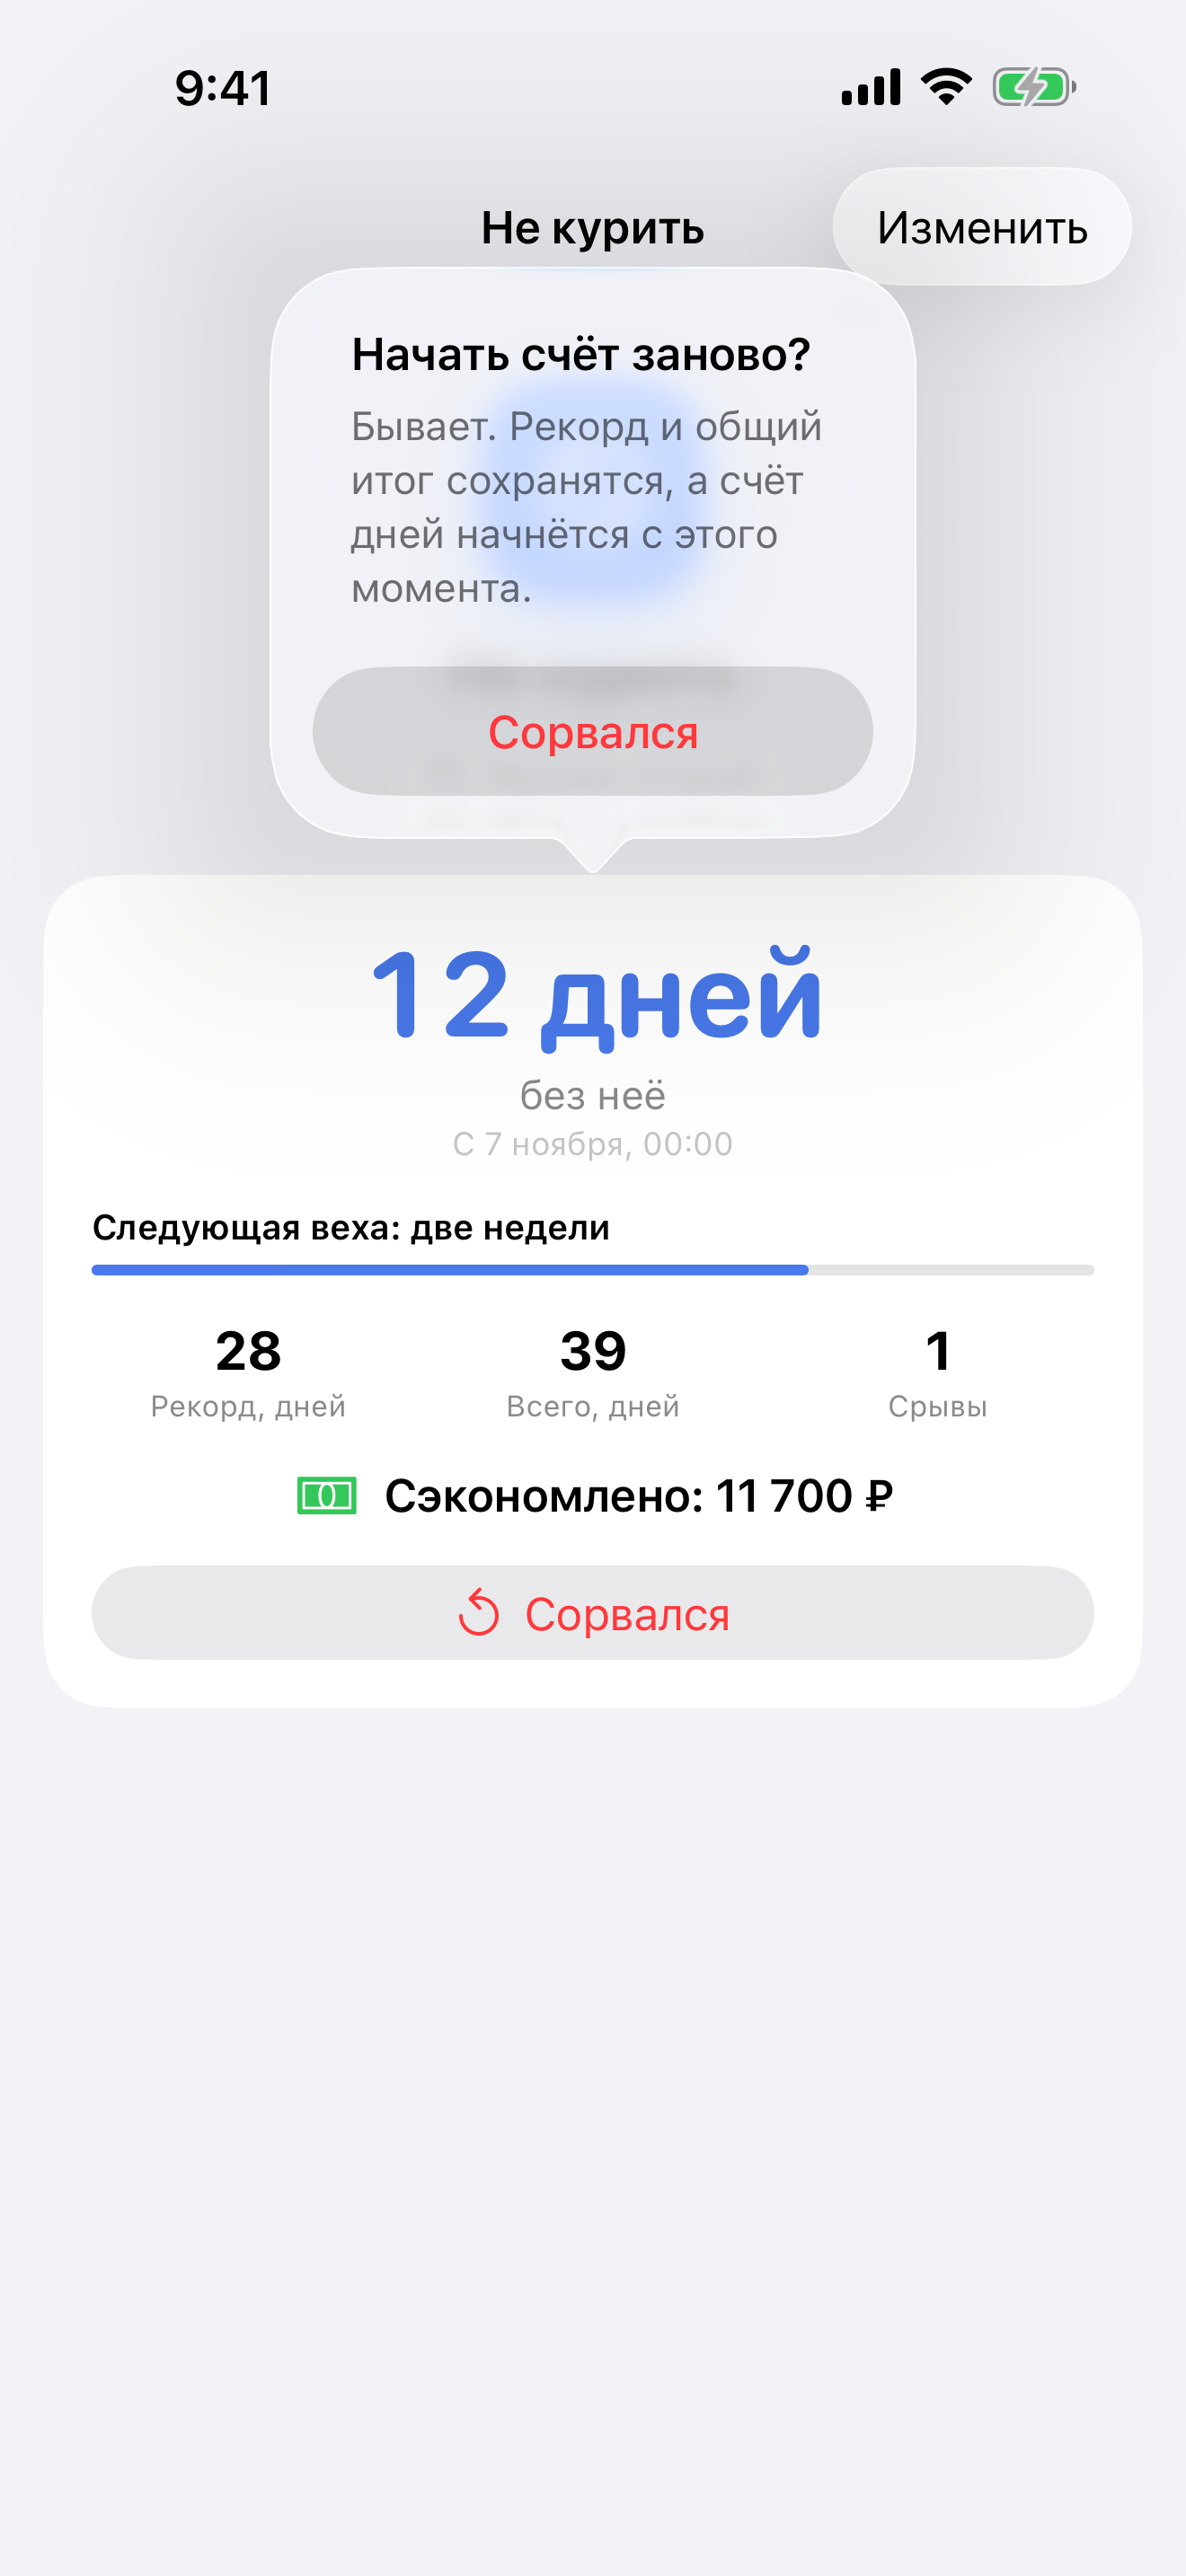 9:41
Не курить
Изменить
Начать счёт заново?
Бывает. Рекорд и общий
итог сохранятся, а счёт
дней начнётся с этого
момента.
Сорвался
12 дней
без неё
С 7 ноября, 00:00
Следующая веха: две недели
28
39
1
Рекорд, дней
Всего, дней
Срывы
Сэкономлено: 11 700 ₽
Сорвался